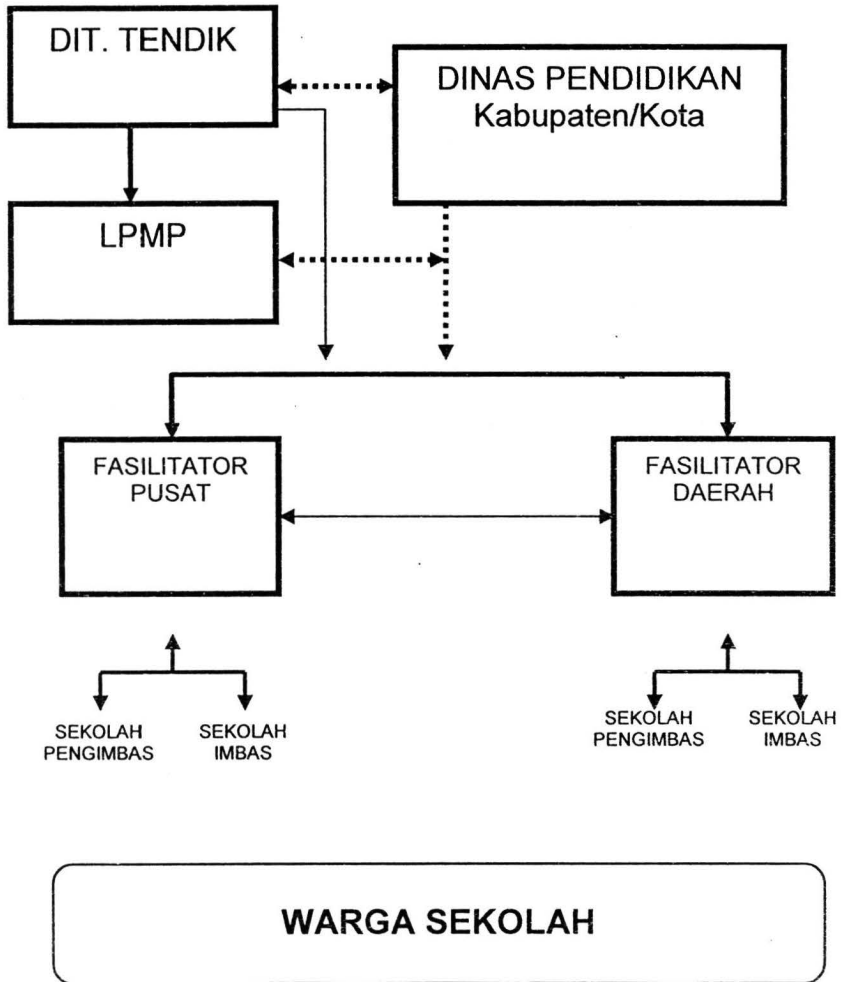 DIT. TENDIK
DINAS PENDIDIKAN
Kabupaten/Kota
LPMP
FASILITATOR
PUSAT
FASILITATOR
DAERAH
SEKOLAH
PENGIMBAS
SEKOLAH
IMBAS
SEKOLAH
PENGIMBAS
SEKOLAH
IMBAS
WARGA SEKOLAH